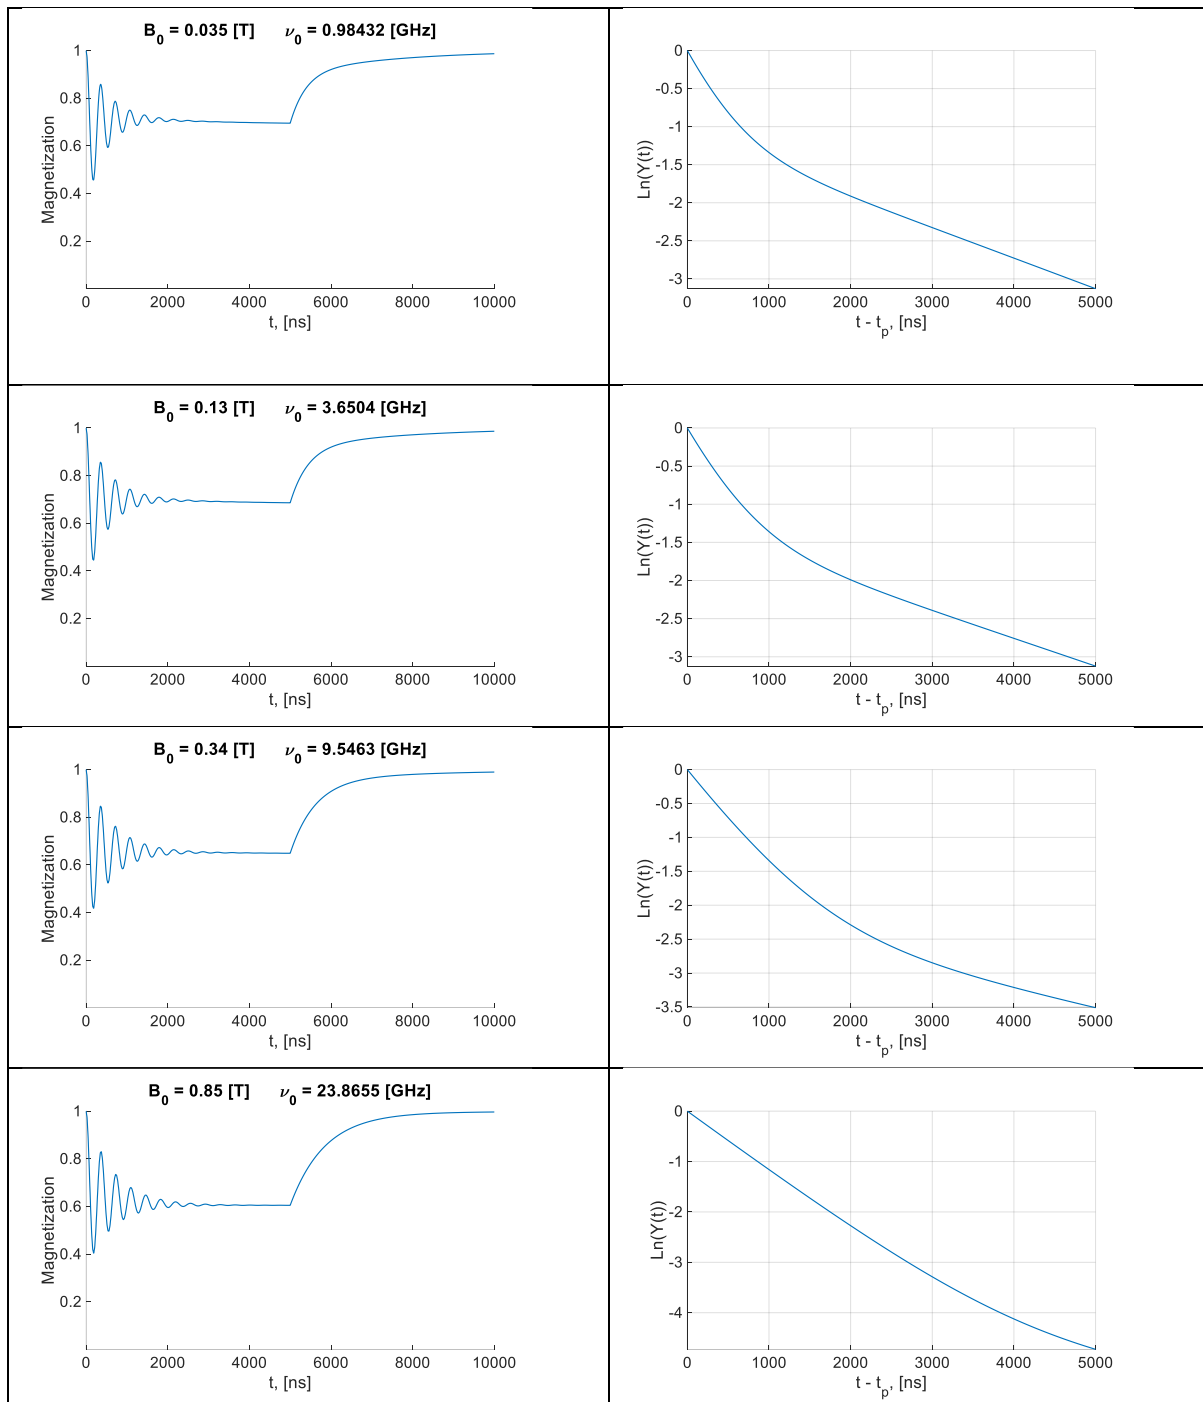 B0 = 0.035 [T] ν0 = 0.98432 [GHz]
1
0.8
0.6
0.4
0.2
Magnetization
0 2000 4000 6000 8000 10000
t, [ns]
0
-0.5
-1
-1.5
-2
-2.5
-3
Ln(Y(t))
0 1000 2000 3000 4000 5000
t - tp, [ns]
B0 = 0.13 [T] ν0 = 3.6504 [GHz]
1
0.8
0.6
0.4
0.2
Magnetization
0 2000 4000 6000 8000 10000
t, [ns]
0
-0.5
-1
-1.5
-2
-2.5
-3
Ln(Y(t))
0 1000 2000 3000 4000 5000
t - tp, [ns]
B0 = 0.34 [T] ν0 = 9.5463 [GHz]
1
0.8
0.6
0.4
0.2
Magnetization
0 2000 4000 6000 8000 10000
t, [ns]
0
-0.5
-1
-1.5
-2
-2.5
-3
-3.5
Ln(Y(t))
0 1000 2000 3000 4000 5000
t - tp, [ns]
B0 = 0.85 [T] ν0 = 23.8655 [GHz]
1
0.8
0.6
0.4
0.2
Magnetization
0 2000 4000 6000 8000 10000
t, [ns]
0
-1
-2
-3
-4
Ln(Y(t))
0 1000 2000 3000 4000 5000
t - tp, [ns]